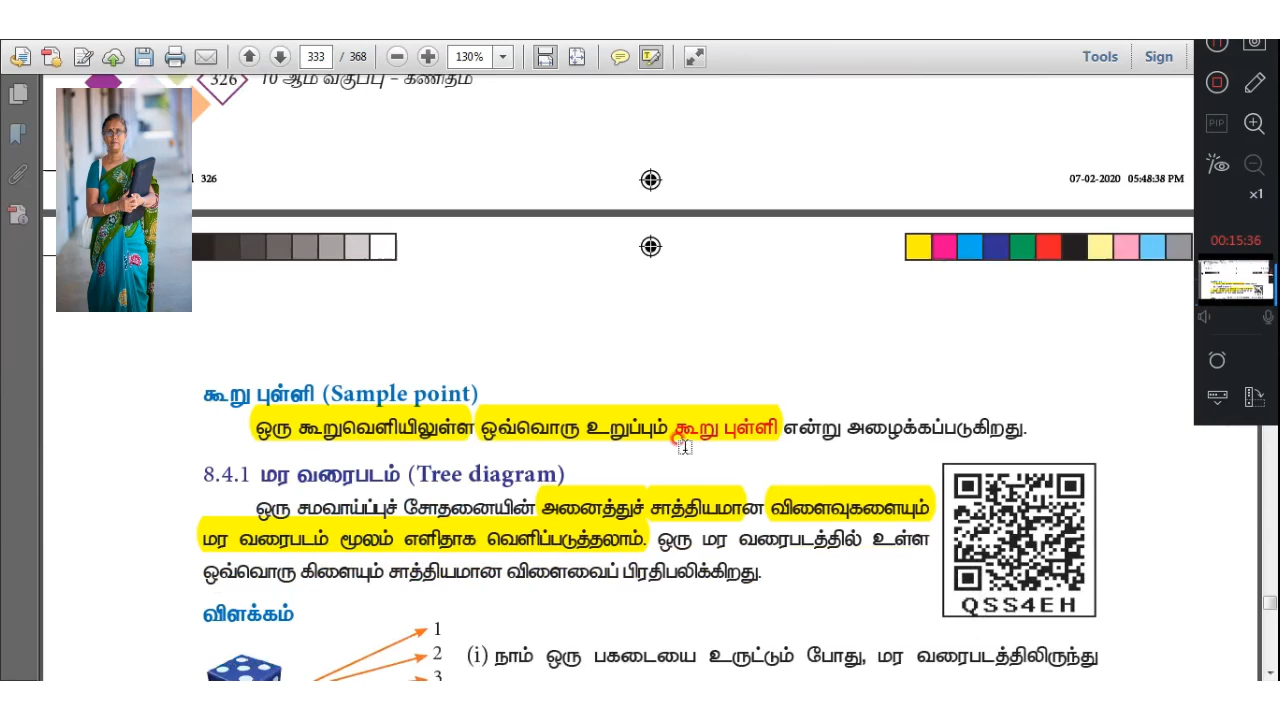 333 / 368
130%
Tools
Sign
326 10 ஆம் வகுப்பு – கணிதம்
PIP
326
07-02-2020 05:48:38 PM
×1
00:15:36
கூறு புள்ளி (Sample point)
ஒரு கூறுவெளியிலுள்ள ஒவ்வொரு உறுப்பும் கூறு புள்ளி என்று அழைக்கப்படுகிறது.
8.4.1 மர வரைபடம் (Tree diagram)
ஒரு சமவாய்ப்புச் சோதனையின் அனைத்துச் சாத்தியமான விளைவுகளையும்
மர வரைபடம் மூலம் எளிதாக வெளிப்படுத்தலாம். ஒரு மர வரைபடத்தில் உள்ள
ஒவ்வொரு கிளையும் சாத்தியமான விளைவைப் பிரதிபலிக்கிறது.
QSS4EH
விளக்கம்
1
2
(i) நாம் ஒரு பகடையை உருட்டும் போது, மர வரைபடத்திலிருந்து
3